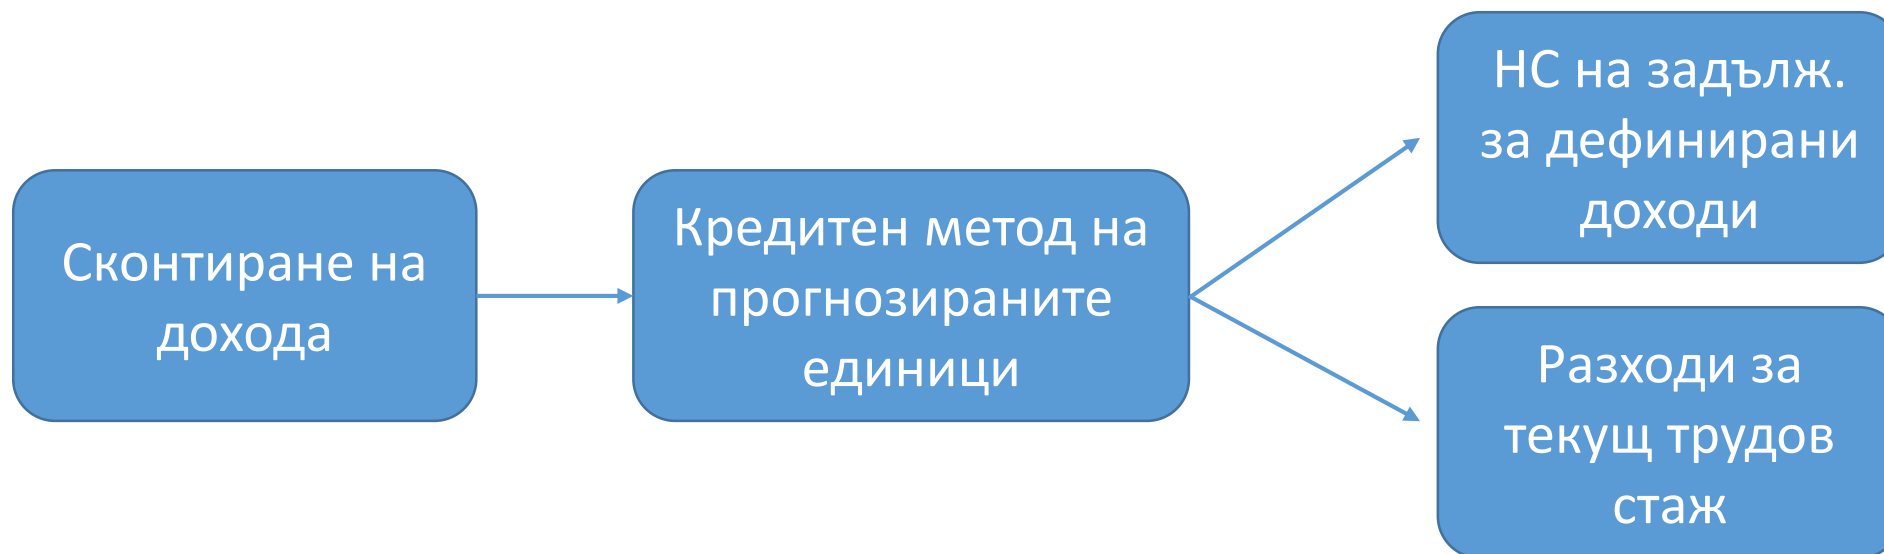 Сконтиране на
дохода
Кредитен метод на
прогнозираните
единици
НС на задълж.
за дефинирани
доходи
Разходи за
текущ трудов
стаж